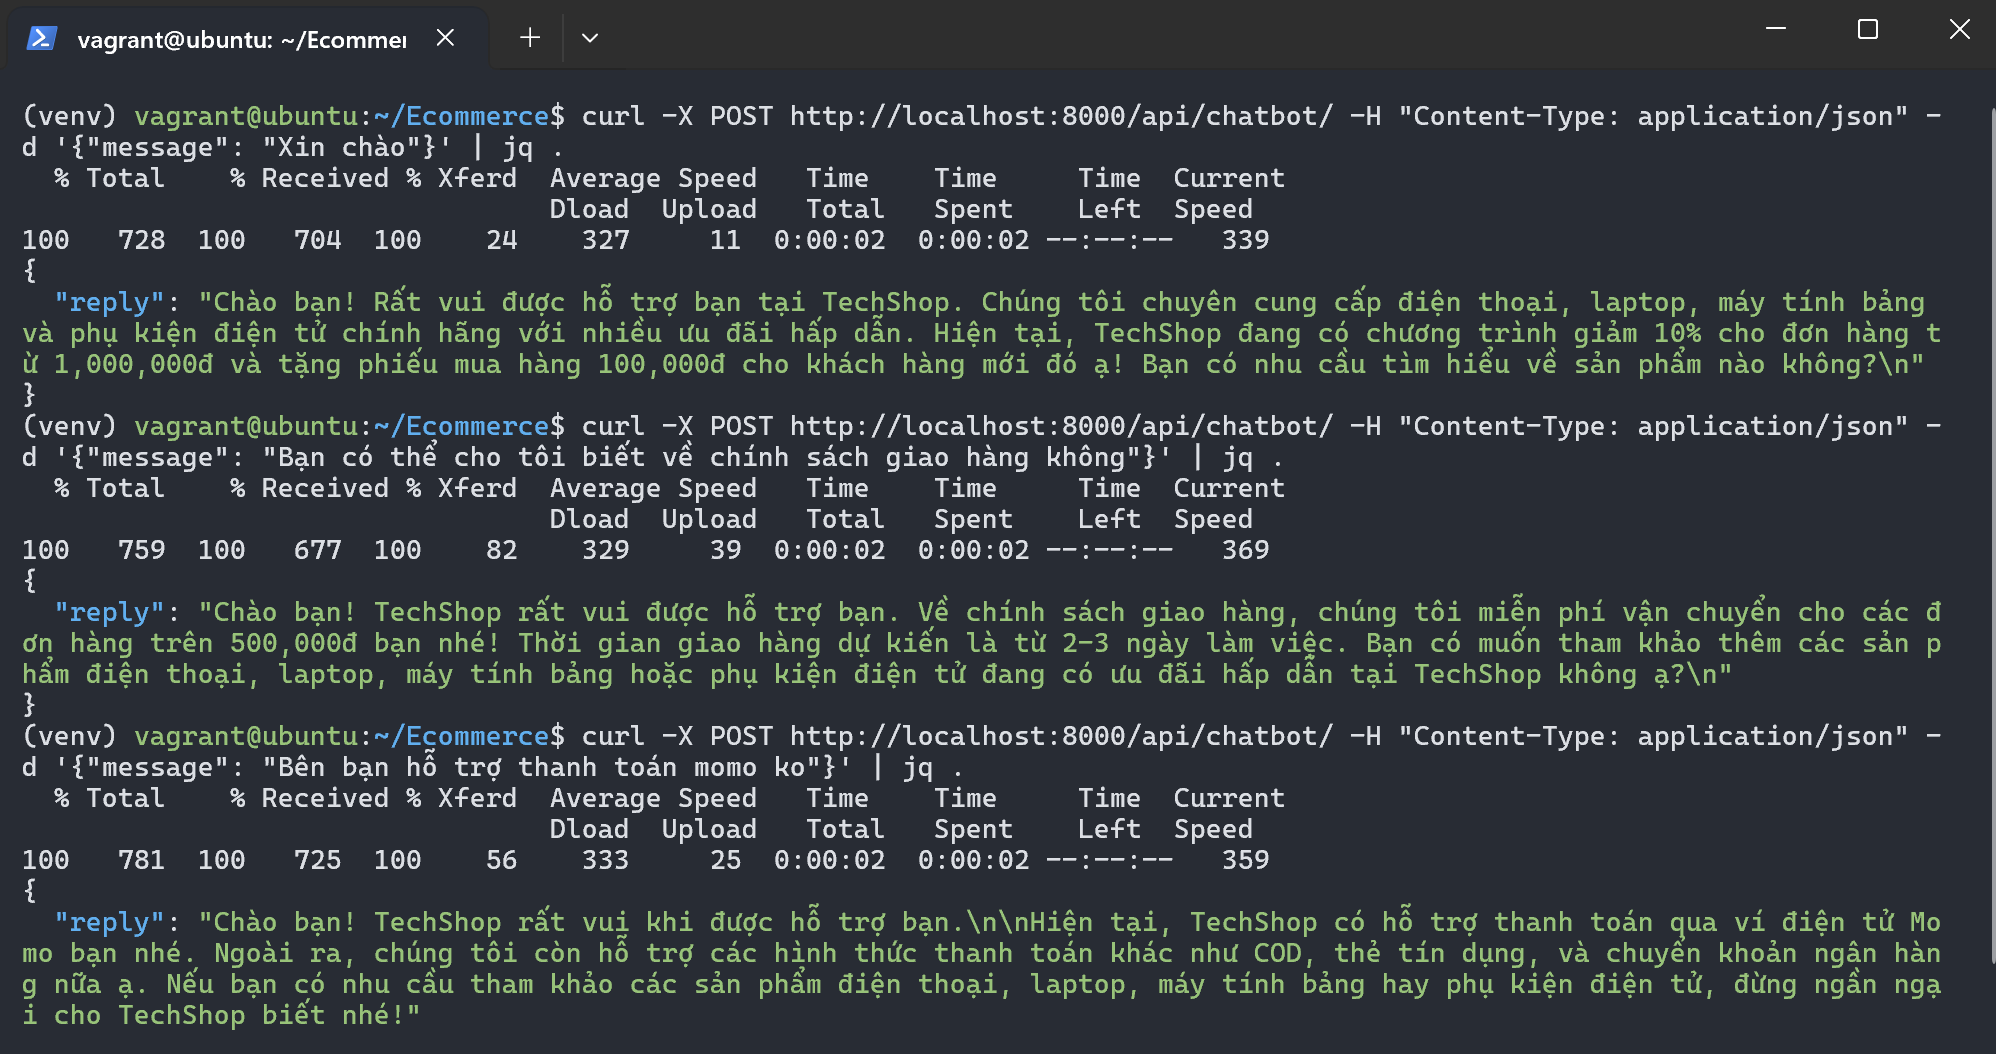 vagrant@ubuntu: ~/Ecommer
(venv) vagrant@ubuntu:~/Ecommerce$ curl -X POST http://localhost:8000/api/chatbot/ -H "Content-Type: application/json" -
d '{"message": "Xin chào"}' | jq .
  % Total    % Received % Xferd  Average Speed   Time    Time     Time  Current
                                 Dload  Upload   Total   Spent    Left  Speed
100   728  100   704  100    24    327     11  0:00:02  0:00:02 --:--:--   339
{
  "reply": "Chào bạn! Rất vui được hỗ trợ bạn tại TechShop. Chúng tôi chuyên cung cấp điện thoại, laptop, máy tính bảng
và phụ kiện điện tử chính hãng với nhiều ưu đãi hấp dẫn. Hiện tại, TechShop đang có chương trình giảm 10% cho đơn hàng t
ừ 1,000,000đ và tặng phiếu mua hàng 100,000đ cho khách hàng mới đó ạ! Bạn có nhu cầu tìm hiểu về sản phẩm nào không?\n"
}
(venv) vagrant@ubuntu:~/Ecommerce$ curl -X POST http://localhost:8000/api/chatbot/ -H "Content-Type: application/json" -
d '{"message": "Bạn có thể cho tôi biết về chính sách giao hàng không"}' | jq .
  % Total    % Received % Xferd  Average Speed   Time    Time     Time  Current
                                 Dload  Upload   Total   Spent    Left  Speed
100   759  100   677  100    82    329     39  0:00:02  0:00:02 --:--:--   369
{
  "reply": "Chào bạn! TechShop rất vui được hỗ trợ bạn. Về chính sách giao hàng, chúng tôi miễn phí vận chuyển cho các đ
ơn hàng trên 500,000đ bạn nhé! Thời gian giao hàng dự kiến là từ 2-3 ngày làm việc. Bạn có muốn tham khảo thêm các sản p
hẩm điện thoại, laptop, máy tính bảng hoặc phụ kiện điện tử đang có ưu đãi hấp dẫn tại TechShop không ạ?\n"
}
(venv) vagrant@ubuntu:~/Ecommerce$ curl -X POST http://localhost:8000/api/chatbot/ -H "Content-Type: application/json" -
d '{"message": "Bên bạn hỗ trợ thanh toán momo ko"}' | jq .
  % Total    % Received % Xferd  Average Speed   Time    Time     Time  Current
                                 Dload  Upload   Total   Spent    Left  Speed
100   781  100   725  100    56    333     25  0:00:02  0:00:02 --:--:--   359
{
  "reply": "Chào bạn! TechShop rất vui khi được hỗ trợ bạn.\n\nHiện tại, TechShop có hỗ trợ thanh toán qua ví điện tử Mo
mo bạn nhé. Ngoài ra, chúng tôi còn hỗ trợ các hình thức thanh toán khác như COD, thẻ tín dụng, và chuyển khoản ngân hàn
g nữa ạ. Nếu bạn có nhu cầu tham khảo các sản phẩm điện thoại, laptop, máy tính bảng hay phụ kiện điện tử, đừng ngần ngạ
i cho TechShop biết nhé!"